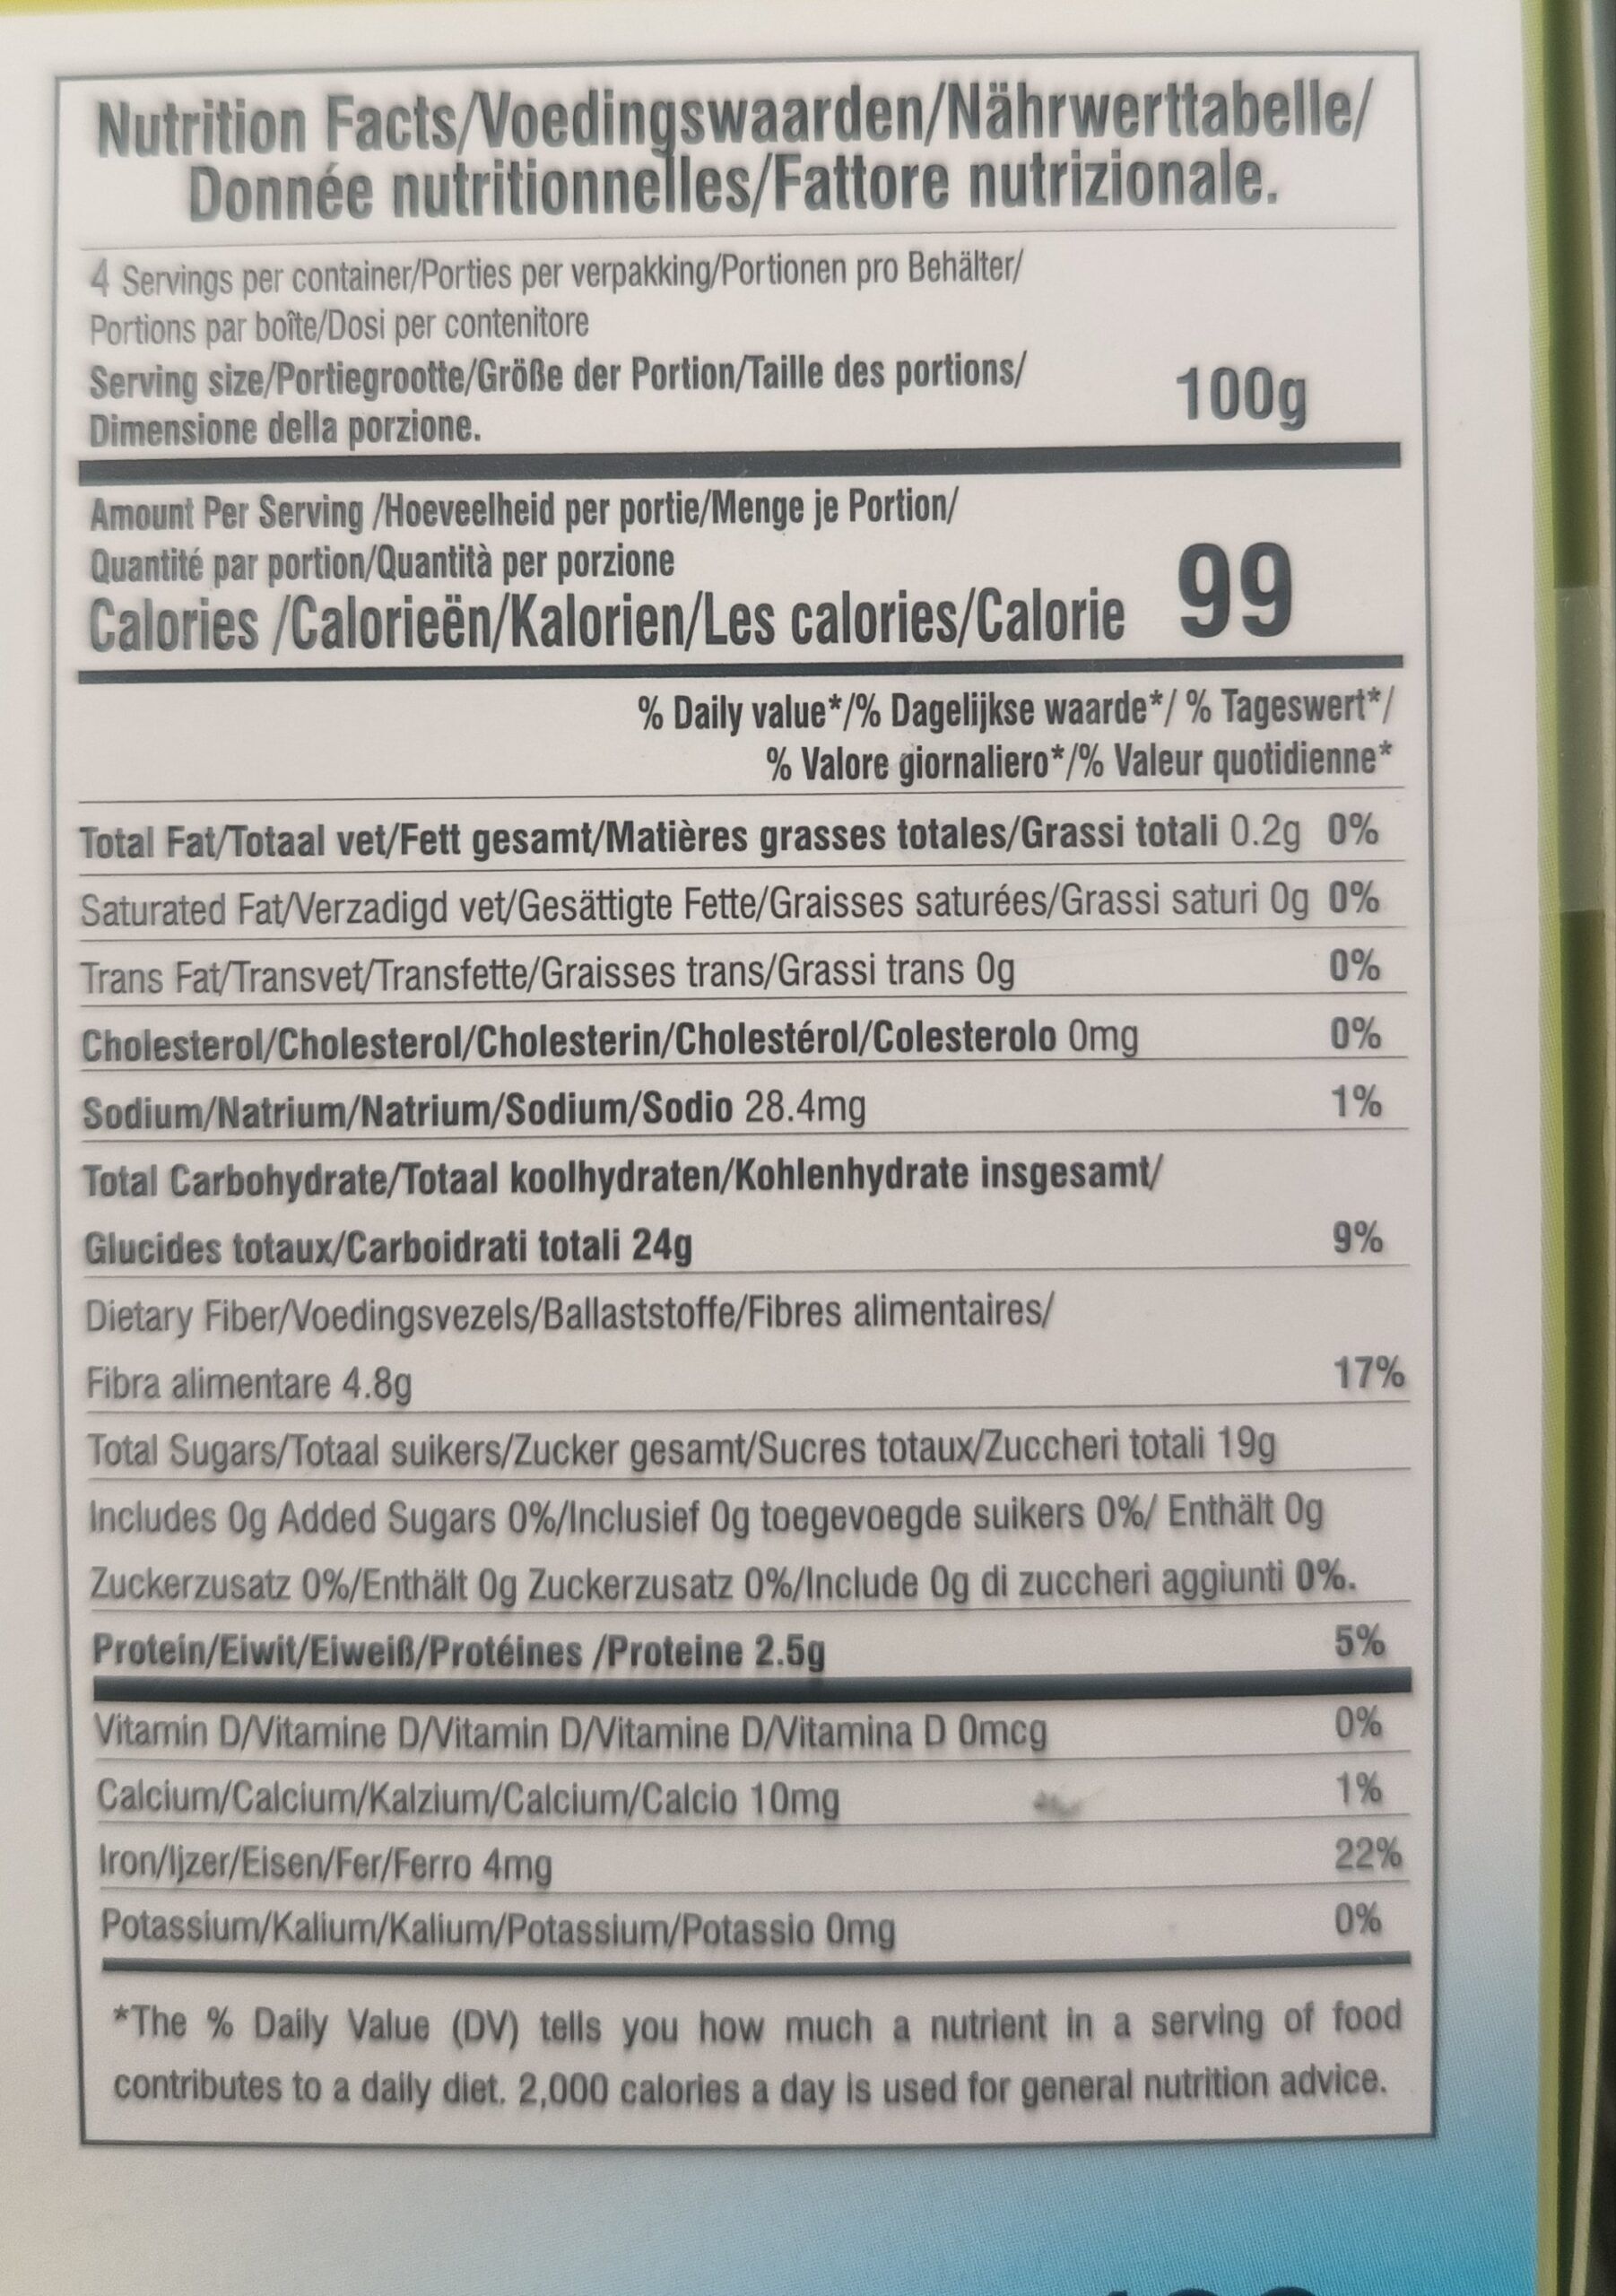 Nutrition Facts/Voedingswaarden/Nährwerttabelle/
Donnée nutritionnelles/Fattore nutrizionale.
4 Servings per container/Porties per verpakking/Portionen pro Behälter/
Portions par boîte/Dosi per contenitore
Serving size/Portiegrootte/Größe der Portion/Taille des portions/
Dimensione della porzione. 100g
Amount Per Serving /Hoeveelheid per portie/Menge je Portion/
Quantité par portion/Quantità per porzione
Calories /Calorieën/Kalorien/Les calories/Calorie 99
% Daily value*/% Dagelijkse waarde*/ % Tageswert*/
% Valore giornaliero*/% Valeur quotidienne*
Total Fat/Totaal vet/Fett gesamt/Matières grasses totales/Grassi totali 0.2g 0%
Saturated Fat/Verzadigd vet/Gesättigte Fette/Graisses saturées/Grassi saturi 0g 0%
Trans Fat/Transvet/Transfette/Graisses trans/Grassi trans 0g 0%
Cholesterol/Cholesterol/Cholesterin/Cholestérol/Colesterolo 0mg 0%
Sodium/Natrium/Natrium/Sodium/Sodio 28.4mg 1%
Total Carbohydrate/Totaal koolhydraten/Kohlenhydrate insgesamt/
Glucides totaux/Carboidrati totali 24g 9%
Dietary Fiber/Voedingsvezels/Ballaststoffe/Fibres alimentaires/
Fibra alimentare 4.8g 17%
Total Sugars/Totaal suikers/Zucker gesamt/Sucres totaux/Zuccheri totali 19g
Includes 0g Added Sugars 0%/Inclusief 0g toegevoegde suikers 0%/ Enthält 0g
Zuckerzusatz 0%/Enthält 0g Zuckerzusatz 0%/Include 0g di zuccheri aggiunti 0%.
Protein/Eiwit/Eiweiß/Protéines /Proteine 2.5g 5%
Vitamin D/Vitamine D/Vitamin D/Vitamine D/Vitamina D 0mcg 0%
Calcium/Calcium/Kalzium/Calcium/Calcio 10mg 1%
Iron/Ijzer/Eisen/Fer/Ferro 4mg 22%
Potassium/Kalium/Kalium/Potassium/Potassio 0mg 0%
*The % Daily Value (DV) tells you how much a nutrient in a serving of food
contributes to a daily diet. 2,000 calories a day is used for general nutrition advice.